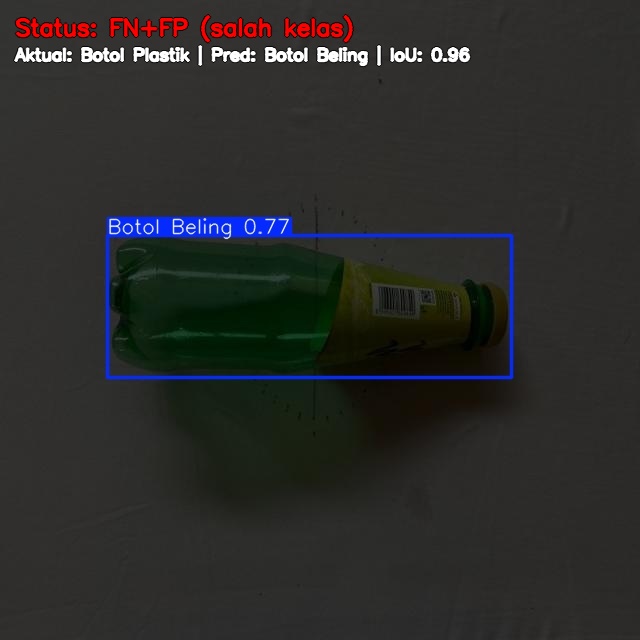 Status: FN+FP (salah kelas)
Aktual: Botol Plastik | Pred: Botol Beling | IoU: 0.96
Botol Beling 0.77